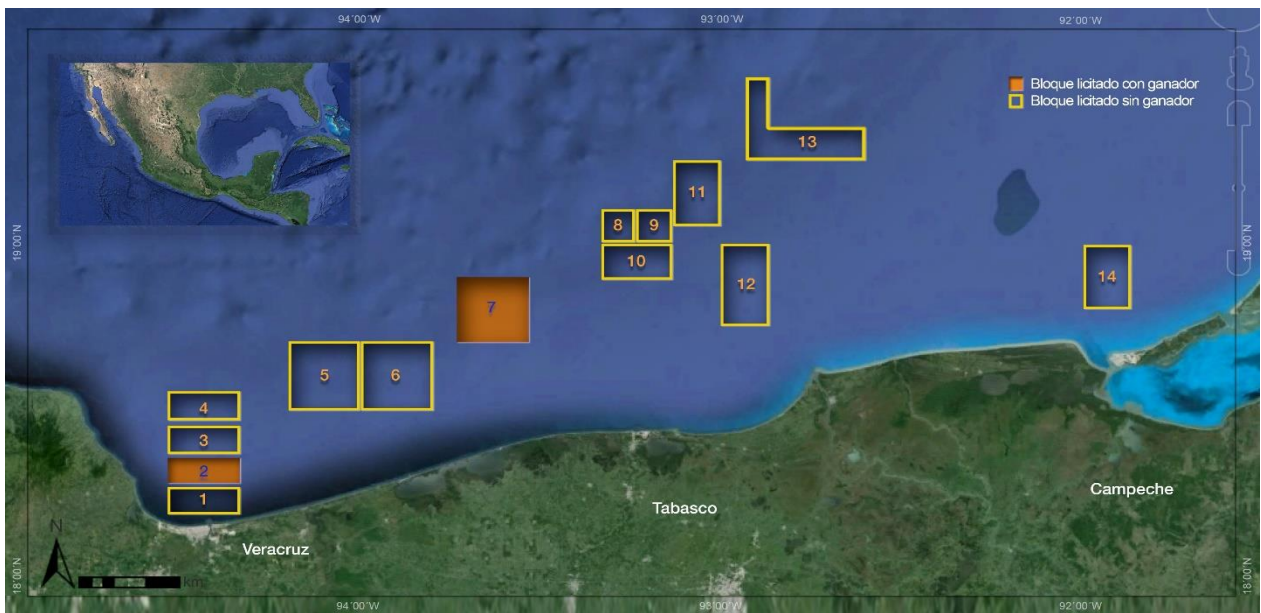 94°00'W
93°00'W
92°00'W
Bloque licitado con ganador
Bloque licitado sin ganador
13
11
8
9
19°00'N
19°00'N
10
12
14
7
5
6
4
3
2
1
Campeche
Tabasco
Veracruz
N
km
18°00'N
18°00'N
94°00'W
93°00'W
92°00'W